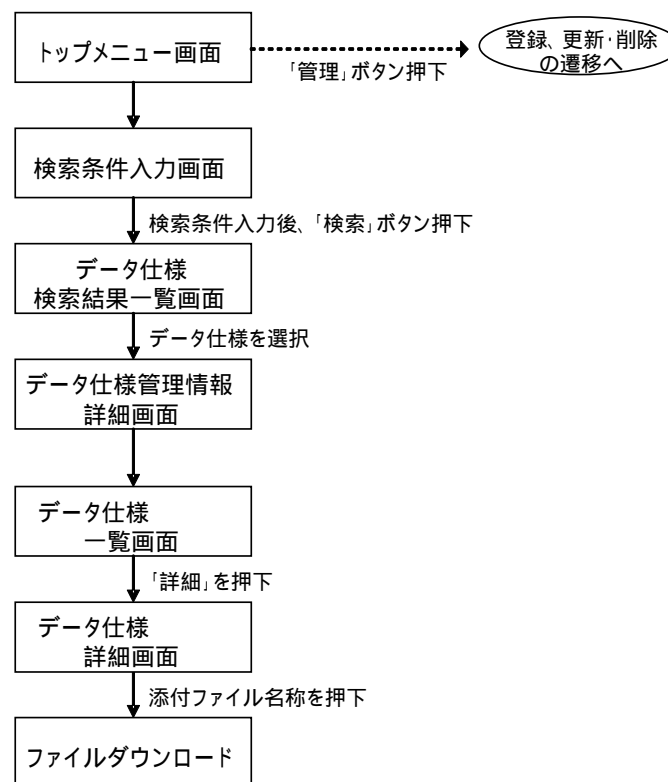 トップメニュー画面
「管理」ボタン押下
登録、更新・削除
の遷移へ
検索条件入力画面
検索条件入力後、「検索」ボタン押下
データ仕様
検索結果一覧画面
データ仕様を選択
データ仕様管理情報
詳細画面
データ仕様
一覧画面
「詳細」を押下
データ仕様
詳細画面
添付ファイル名称を押下
ファイルダウンロード